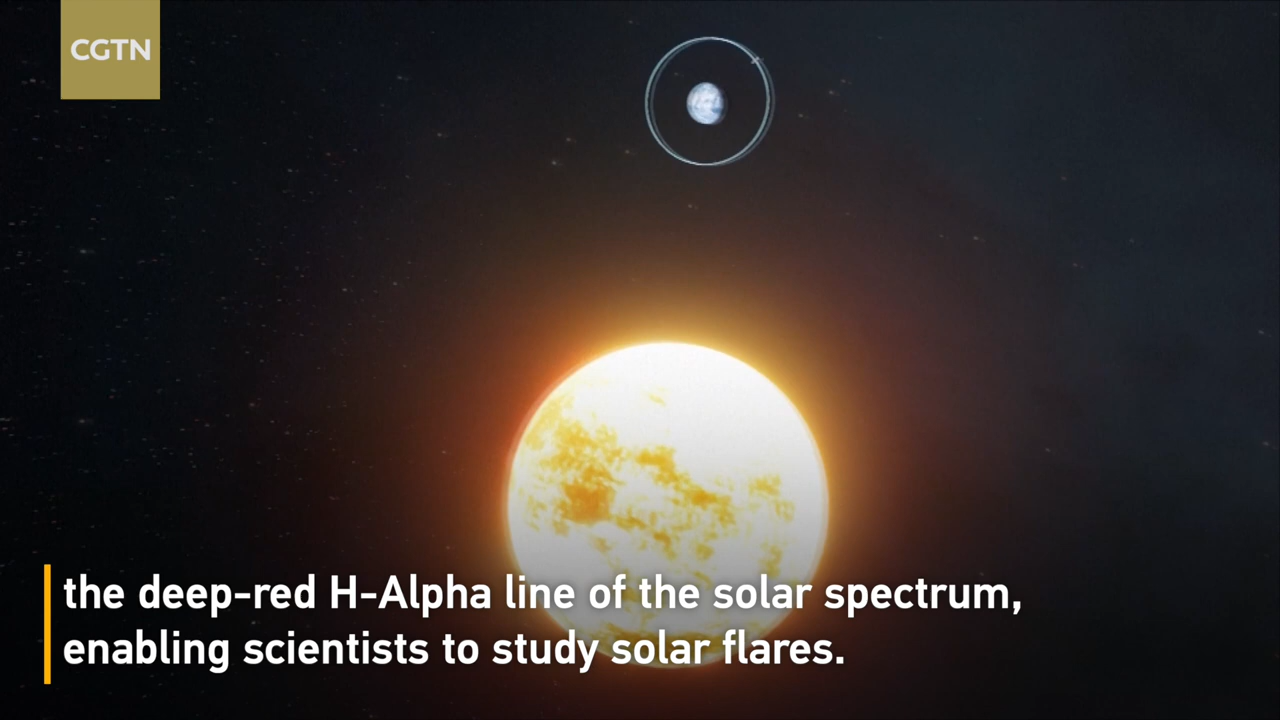 CGTN
the deep-red H-Alpha line of the solar spectrum,
enabling scientists to study solar flares.